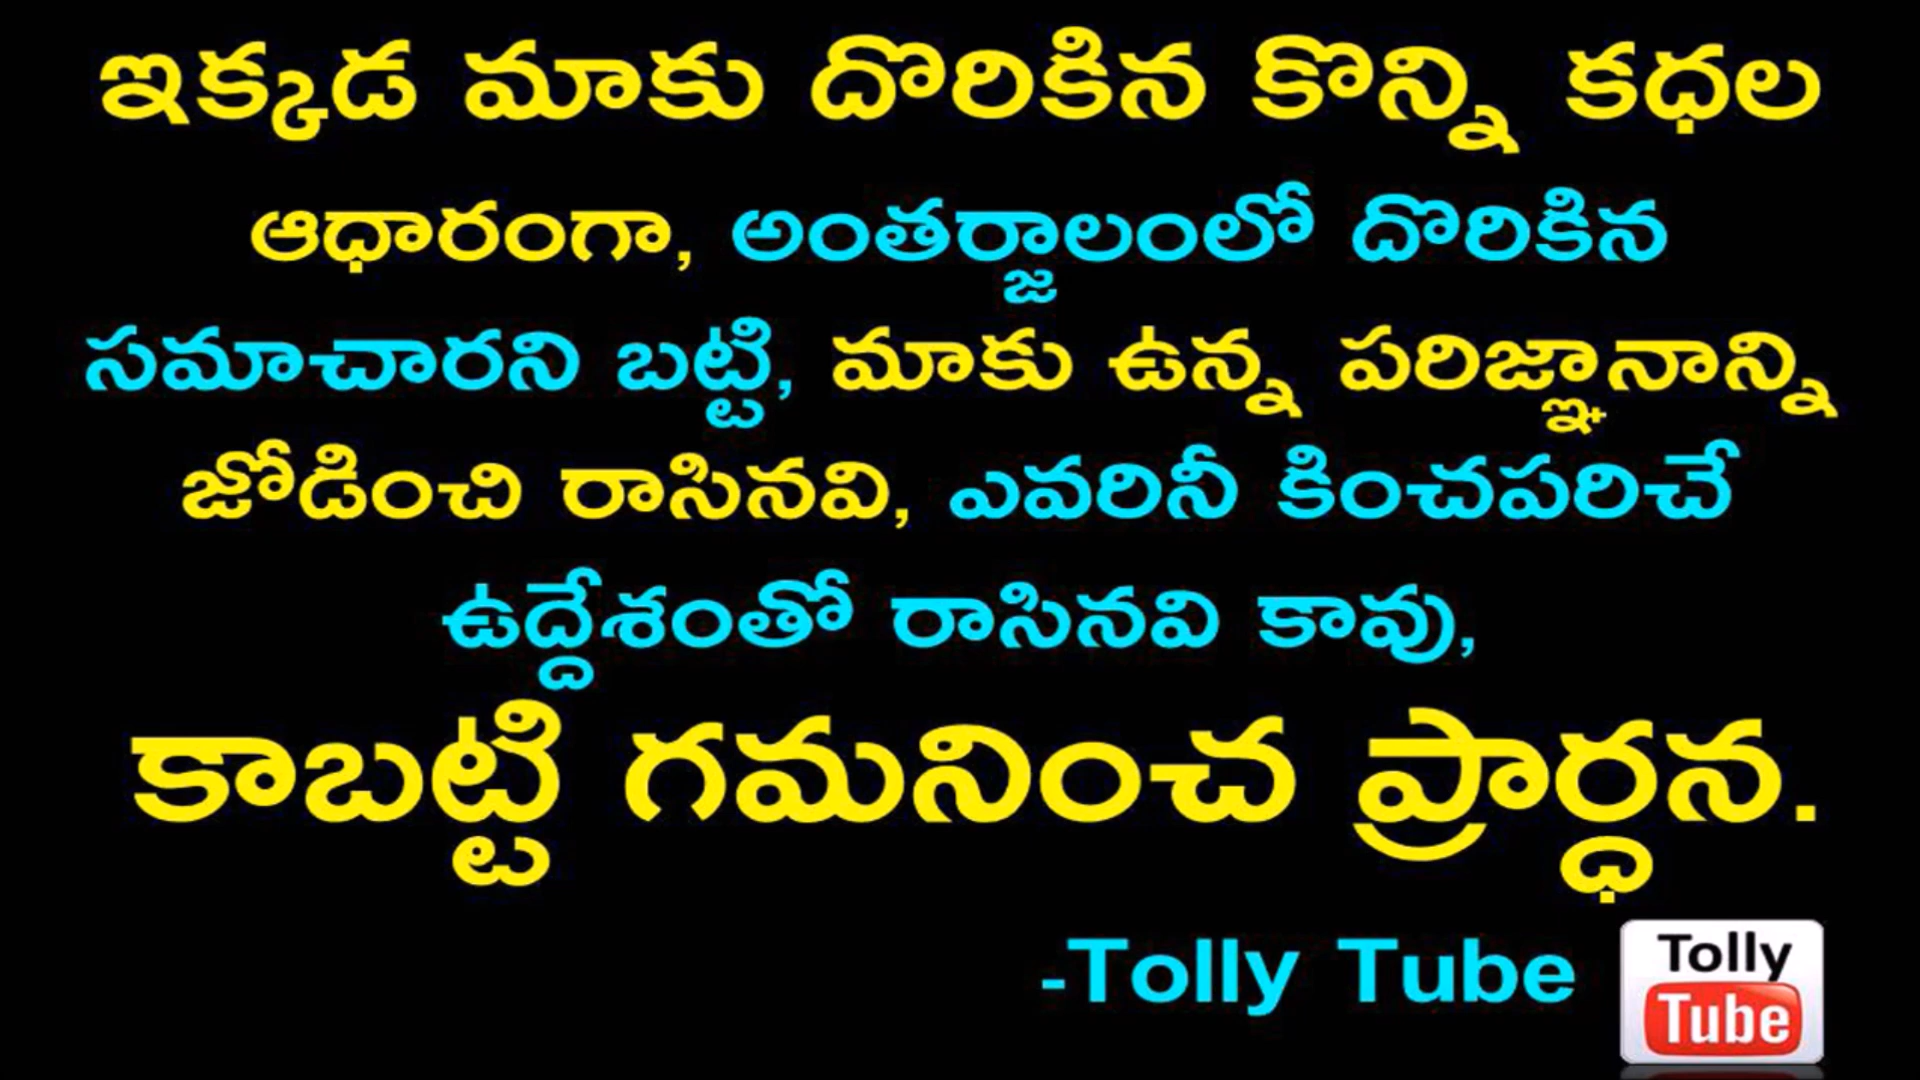 ఇక్కడ మాకు దొరికిన కొన్ని కధల
ఆధారంగా, అంతర్జాలంలో దొరికిన
సమాచారని బట్టి, మాకు ఉన్న పరిజ్ఞానాన్ని
జోడించి రాసినవి, ఎవరినీ కించపరిచే
ఉద్దేశంతో రాసినవి కావు,
కాబట్టి గమనించ ప్రార్ధన.
-Tolly Tube
Tolly
Tube